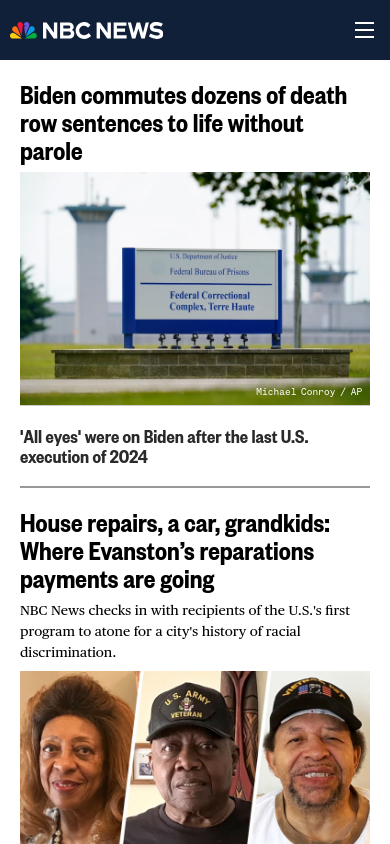 NBC NEWS
Biden commutes dozens of death
row sentences to life without
parole
U.S. Department of Justice
Federal Bureau of Prisons
Federal Correctional
Complex, Terre Haute
Michael Conroy / AP
'All eyes' were on Biden after the last U.S.
execution of 2024
House repairs, a car, grandkids:
Where Evanston’s reparations
payments are going
NBC News checks in with recipients of the U.S.'s first
program to atone for a city's history of racial
discrimination.
U.S. ARMY
VETERAN